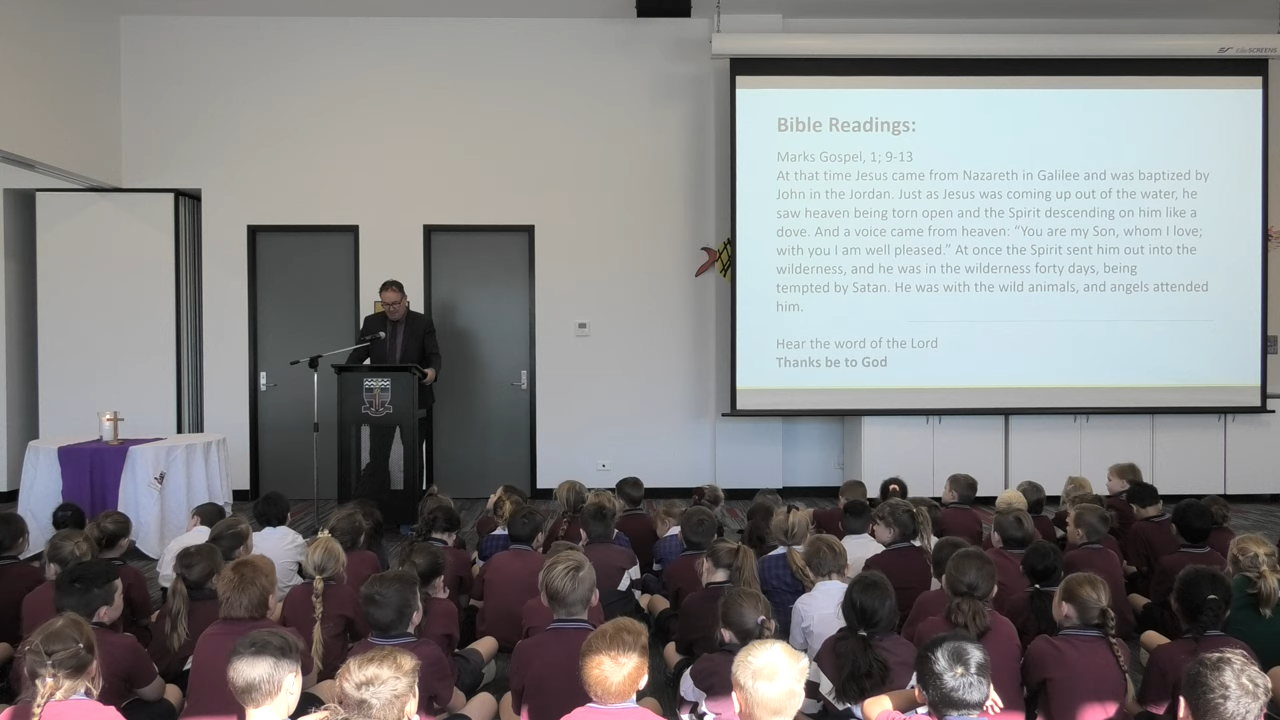 EliteSCREENS
Bible Readings:
Marks Gospel, 1; 9-13
At that time Jesus came from Nazareth in Galilee and was baptized by
John in the Jordan. Just as Jesus was coming up out of the water, he
saw heaven being torn open and the Spirit descending on him like a
dove. And a voice came from heaven: “You are my Son, whom I love;
with you I am well pleased.” At once the Spirit sent him out into the
wilderness, and he was in the wilderness forty days, being
tempted by Satan. He was with the wild animals, and angels attended
him.
Hear the word of the Lord
Thanks be to God